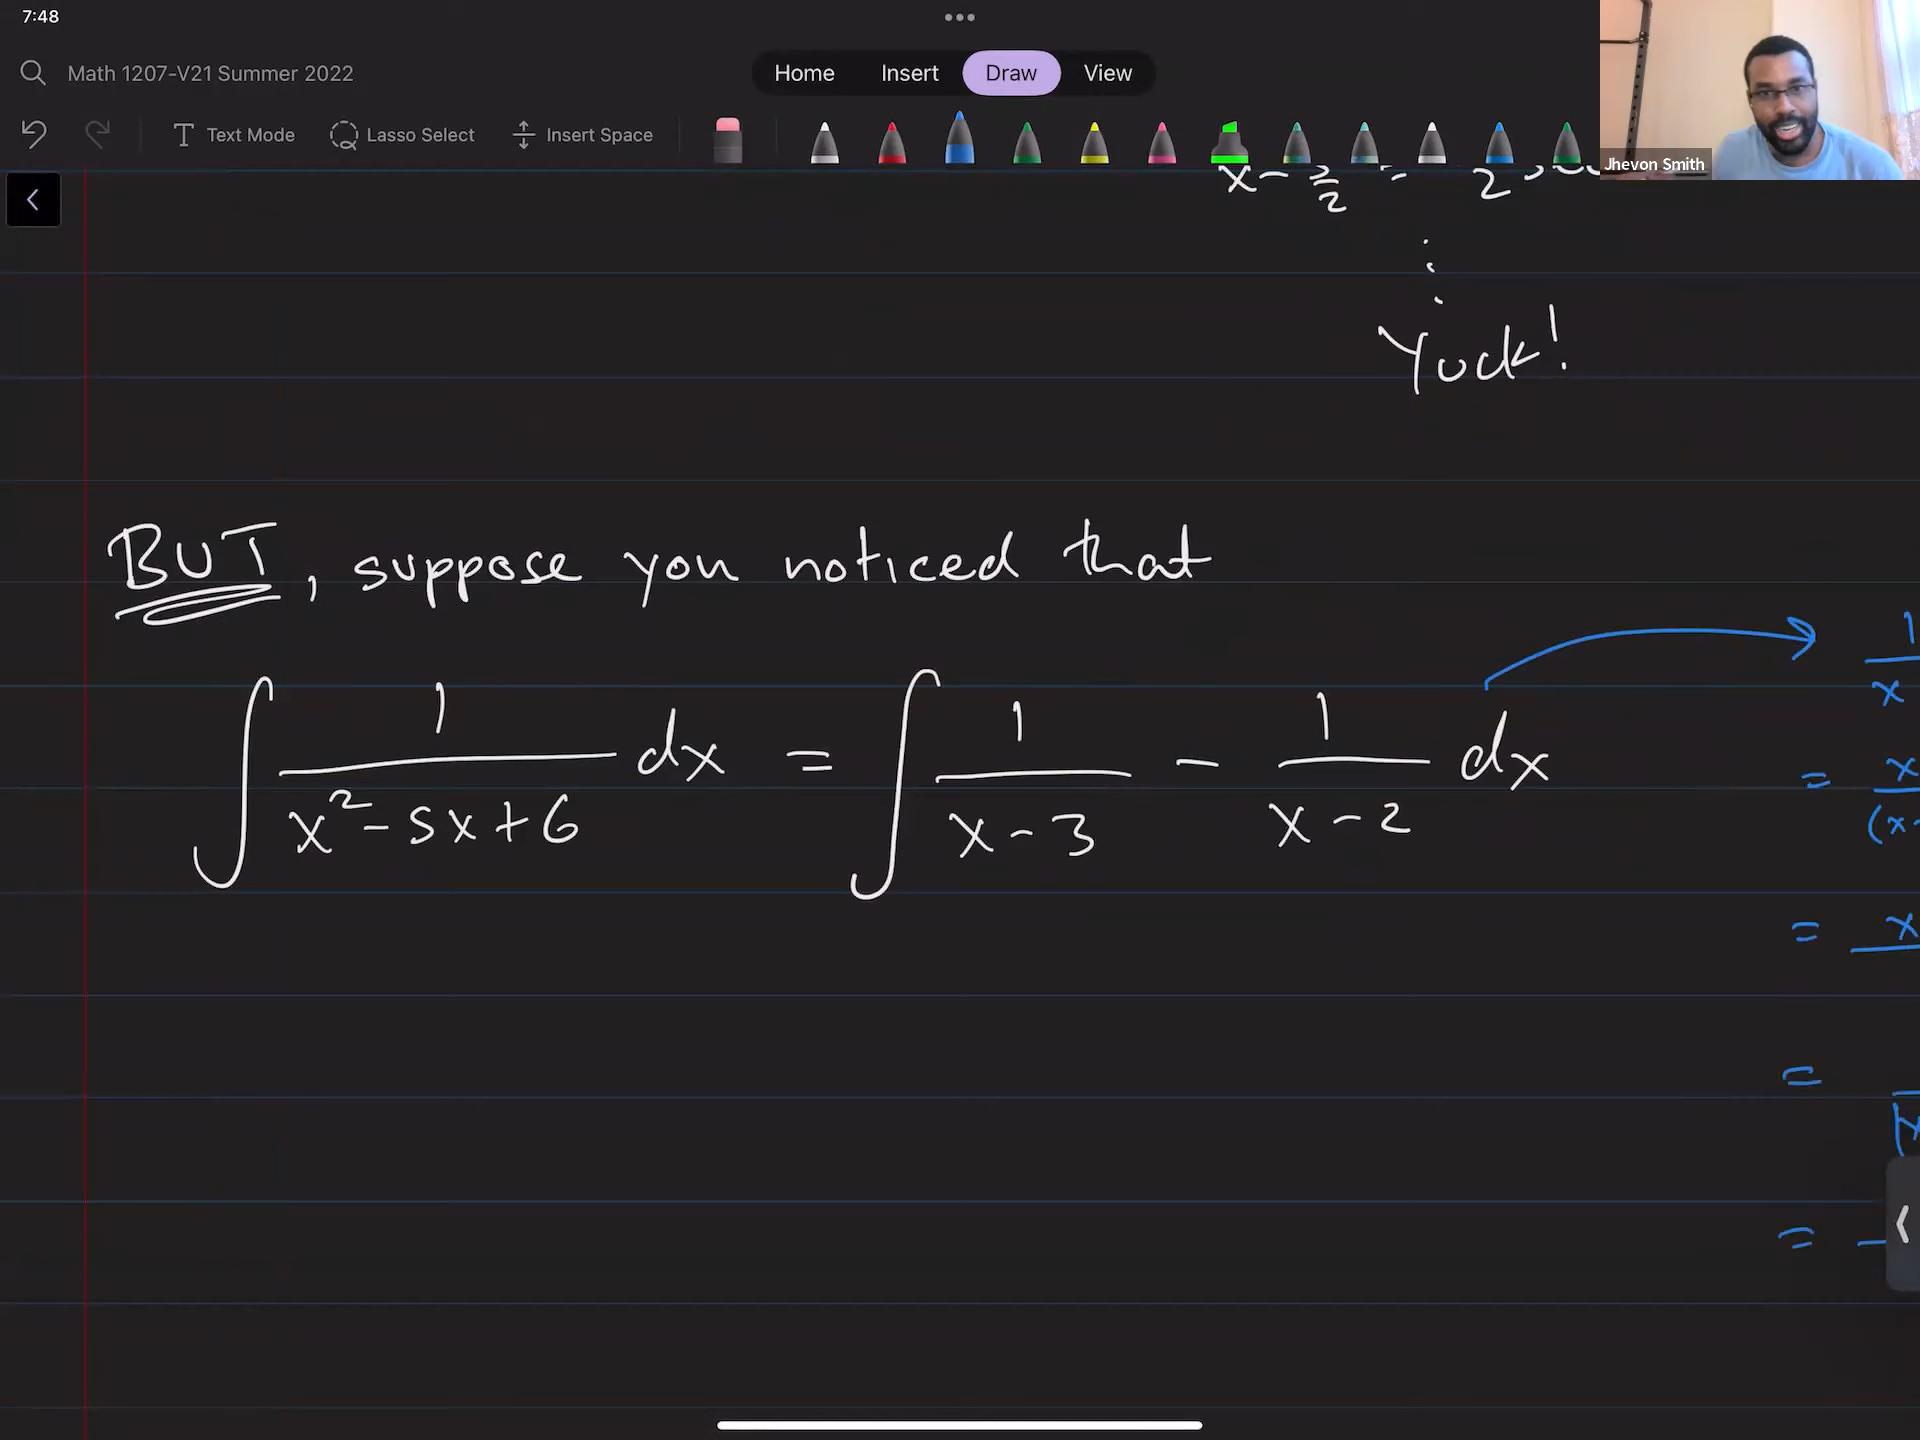 7:48
Math 1207-V21 Summer 2022
Home Insert Draw View
Text Mode Lasso Select Insert Space
Jhevon Smith
Yuck!
BUT, suppose you noticed that
∫ 1/(x² - 5x + 6) dx = ∫ 1/(x - 3) - 1/(x - 2) dx